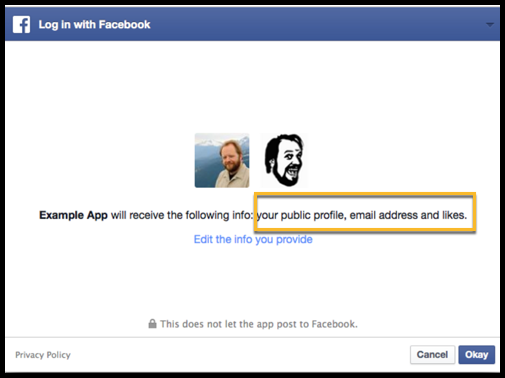 Log in with Facebook
Example App will receive the following info: your public profile, email address and likes.
Edit the info you provide
This does not let the app post to Facebook.
Privacy Policy
Cancel
Okay